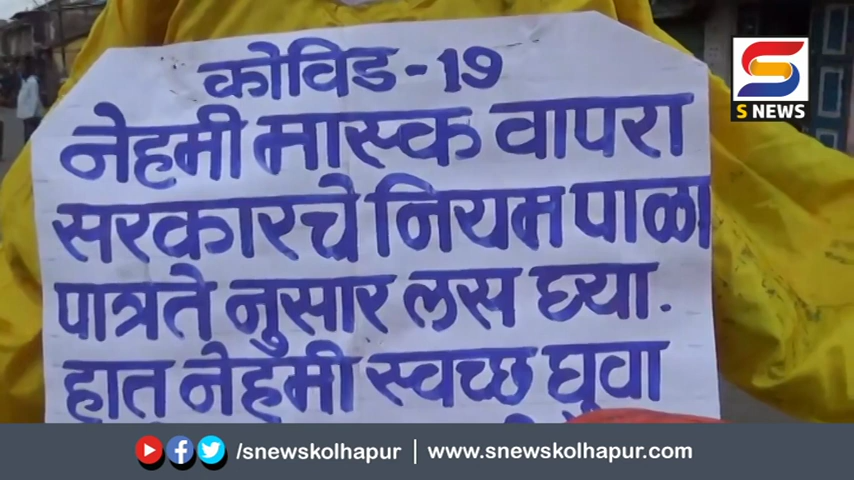 कोविड - 19
S NEWS
नेहमी मास्क वापरा
सरकारचे नियम पाळा
पात्रते नुसार लस घ्या.
हात नेहमी स्वच्छ धुवा
/snewskolhapur | www.snewskolhapur.com